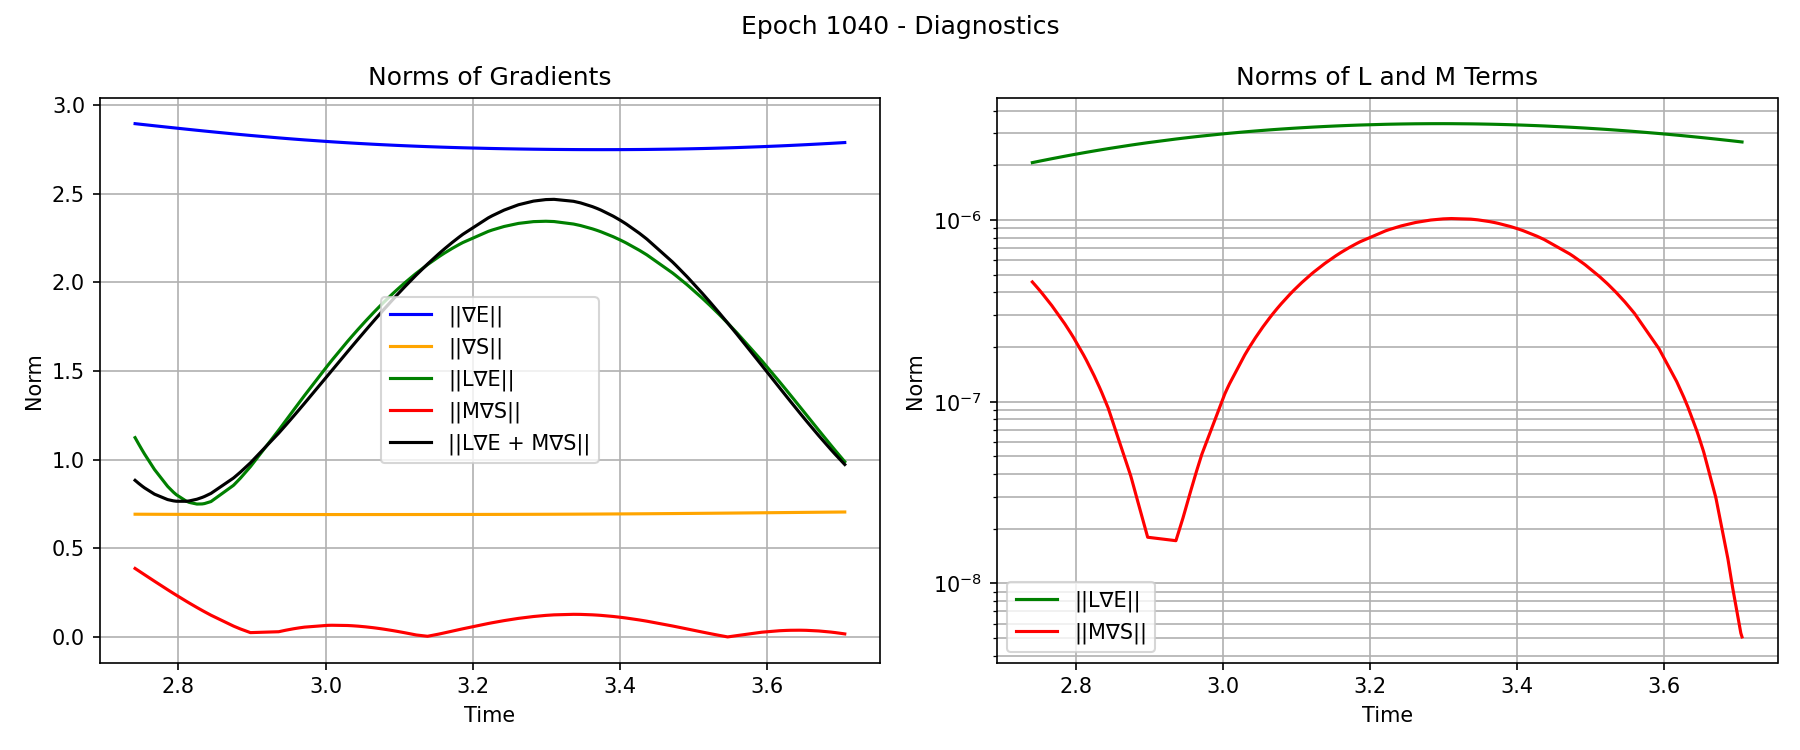 Epoch 1040 - Diagnostics
Norms of Gradients
3.0
2.5
2.0
1.5
1.0
0.5
0.0
Norm
||∇E||
||∇S||
||L∇E||
||M∇S||
||L∇E + M∇S||
2.8 3.0 3.2 3.4 3.6
Time
Norms of L and M Terms
10⁻⁶
10⁻⁷
10⁻⁸
Norm
||L∇E||
||M∇S||
2.8 3.0 3.2 3.4 3.6
Time